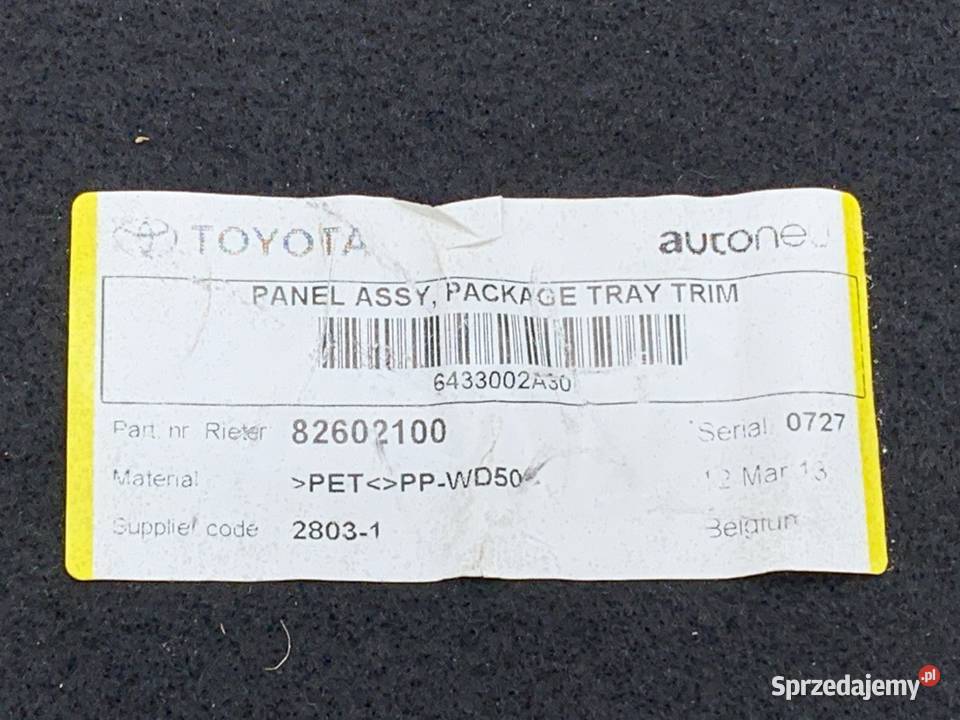 TOYOTA
PANEL ASSY, PACKAGE TRAY TRIM
6433002A30
Part. nr Rieter 82602100 Serial. 0727
Material >PET<>PP-WD50 12 Mar 13
Supplier code 2803-1 Belgium
Sprzedajemy.pl